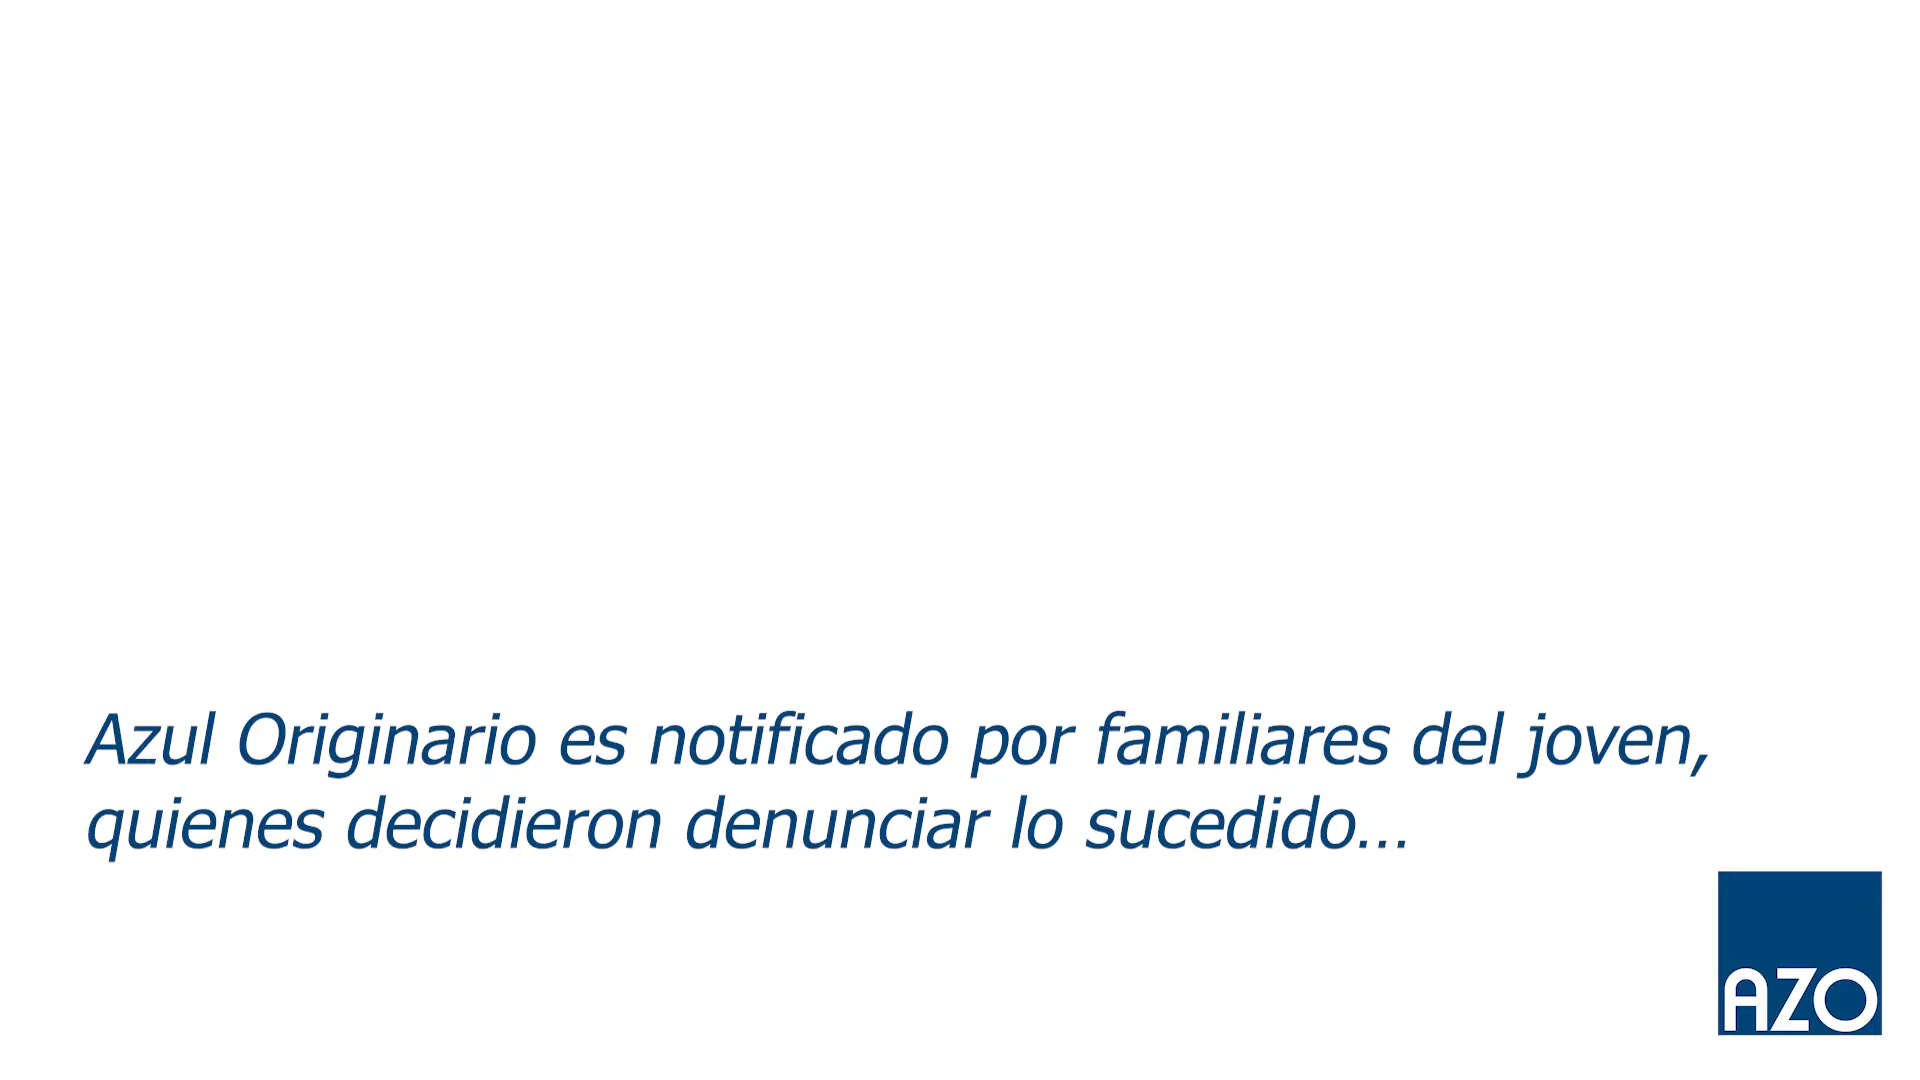 Azul Originario es notificado por familiares del joven,
quienes decidieron denunciar lo sucedido...
AZO